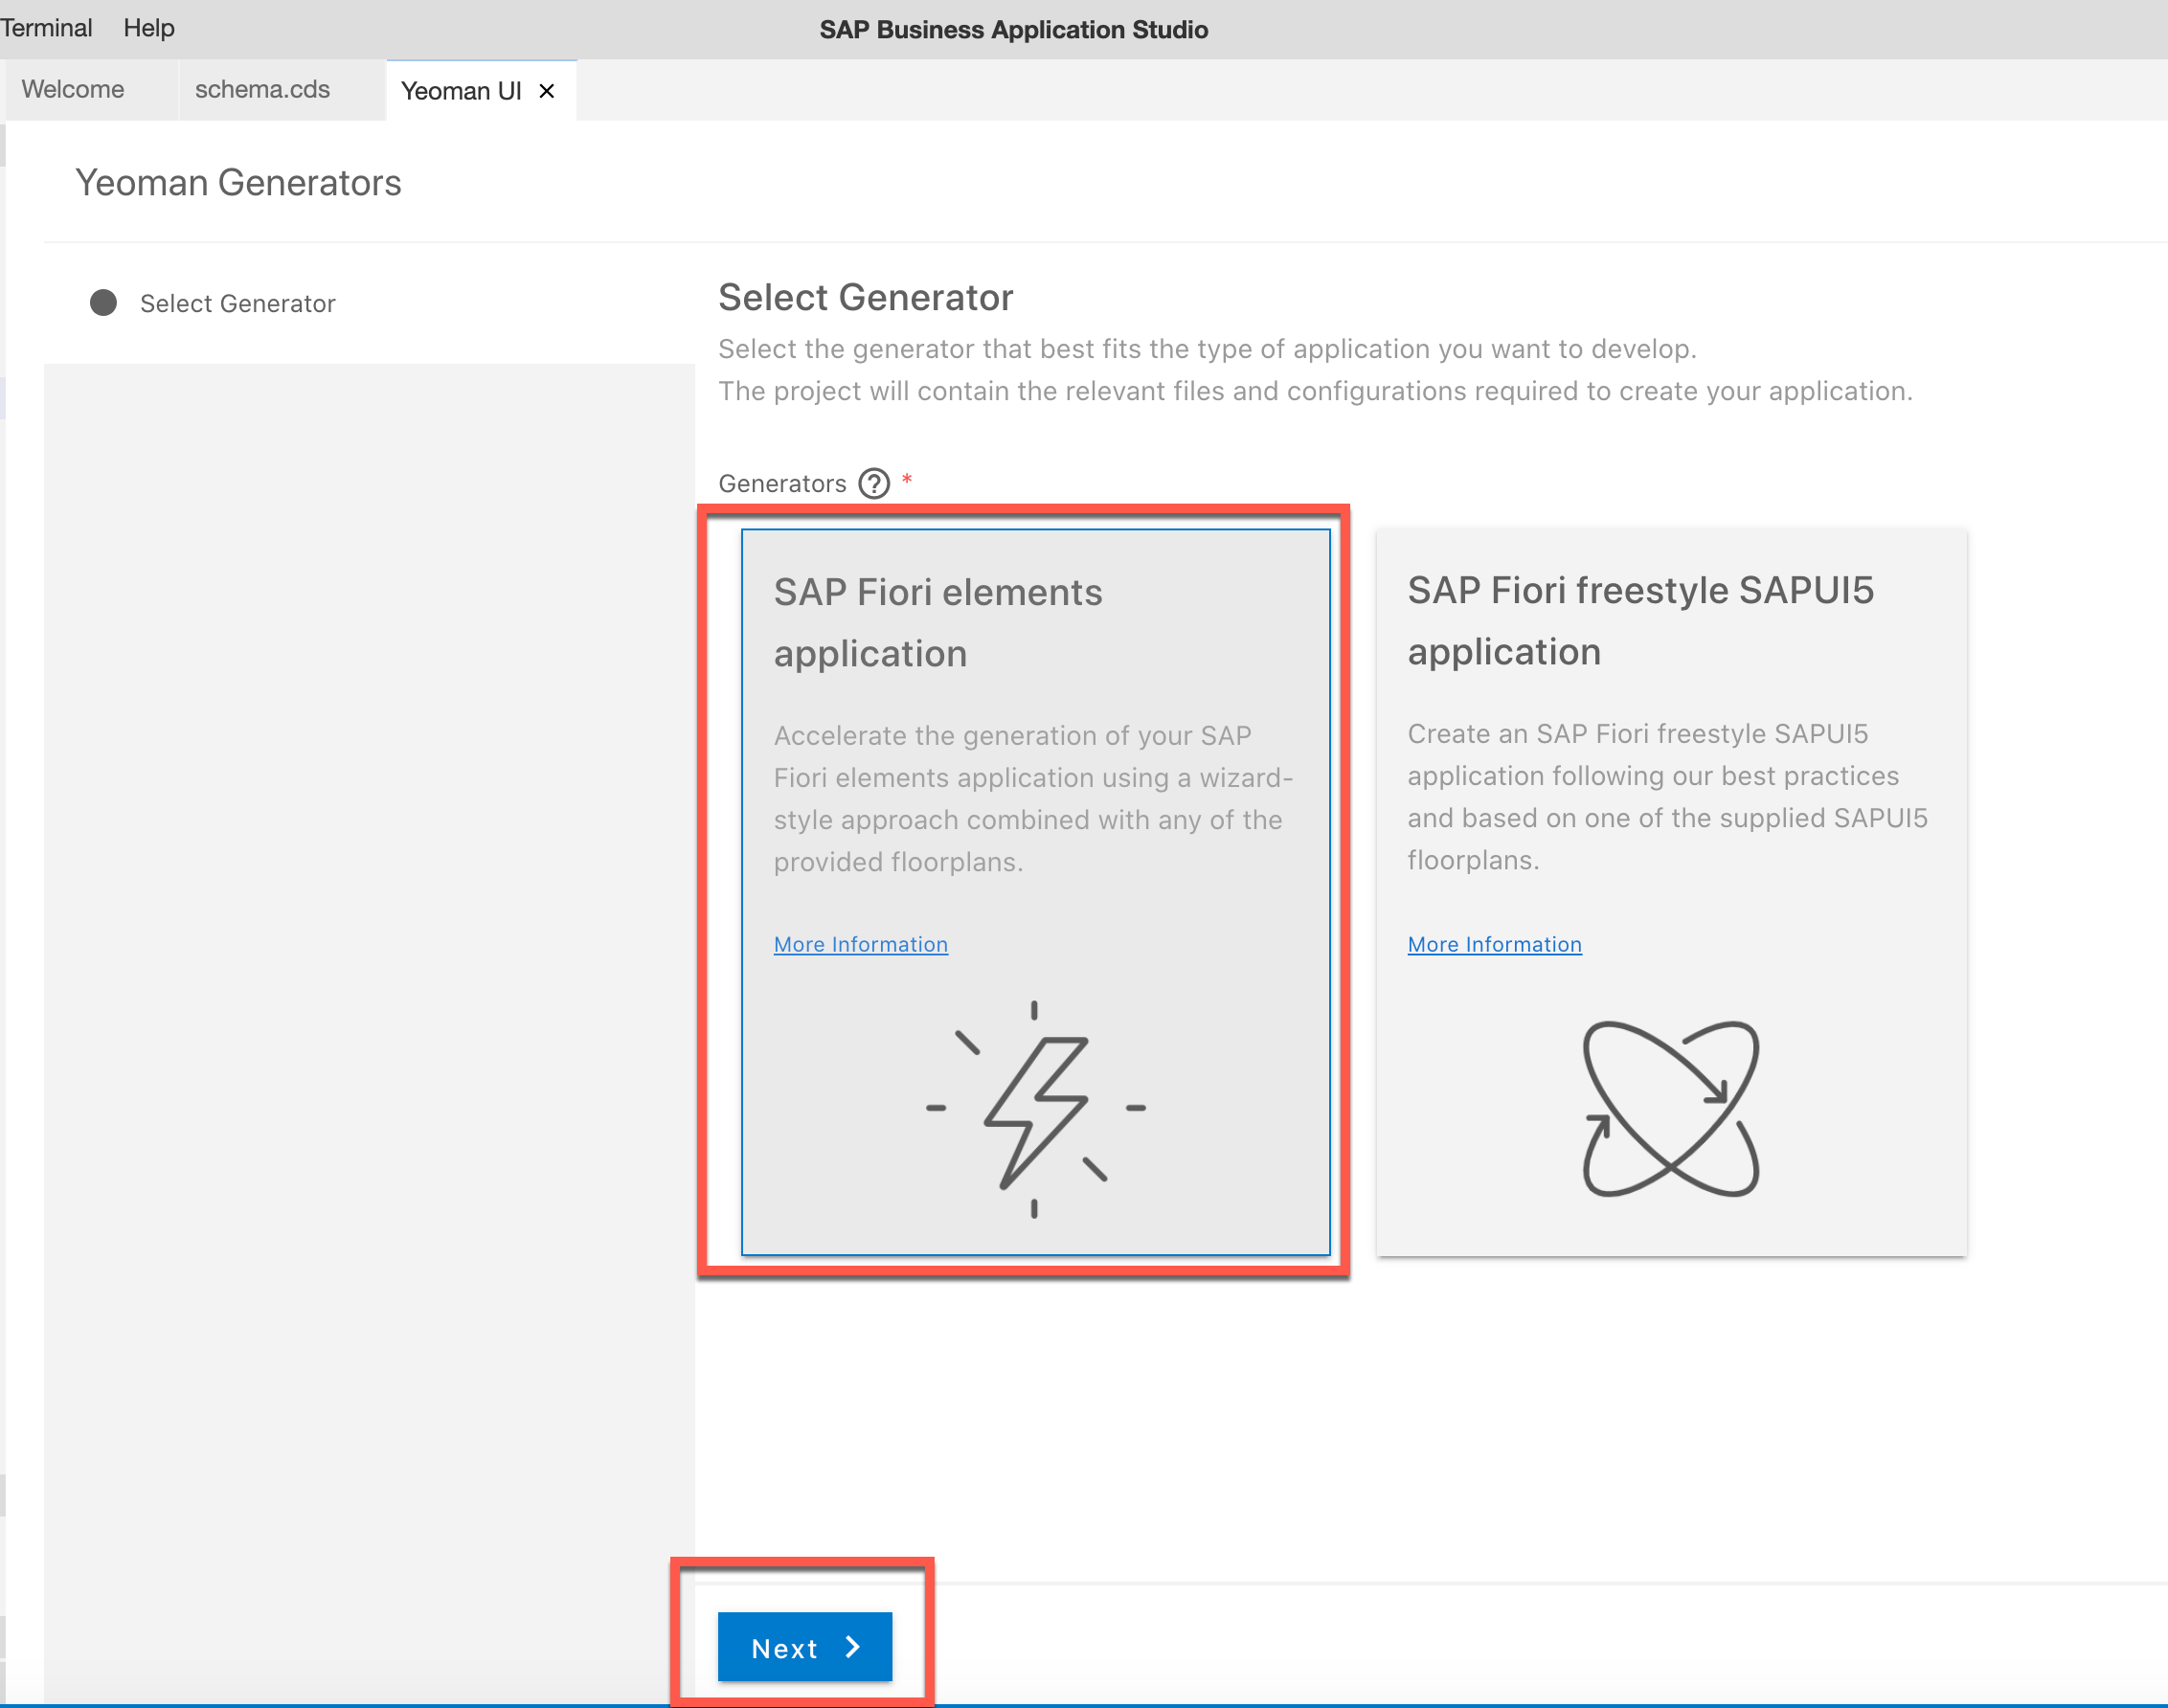 Terminal Help SAP Business Application Studio
Welcome schema.cds Yeoman UI
Yeoman Generators
Select Generator
Select Generator
Select the generator that best fits the type of application you want to develop.
The project will contain the relevant files and configurations required to create your application.
Generators ? *
SAP Fiori elements
application
Accelerate the generation of your SAP
Fiori elements application using a wizard-
style approach combined with any of the
provided floorplans.
More Information
SAP Fiori freestyle SAPUI5
application
Create an SAP Fiori freestyle SAPUI5
application following our best practices
and based on one of the supplied SAPUI5
floorplans.
More Information
Next